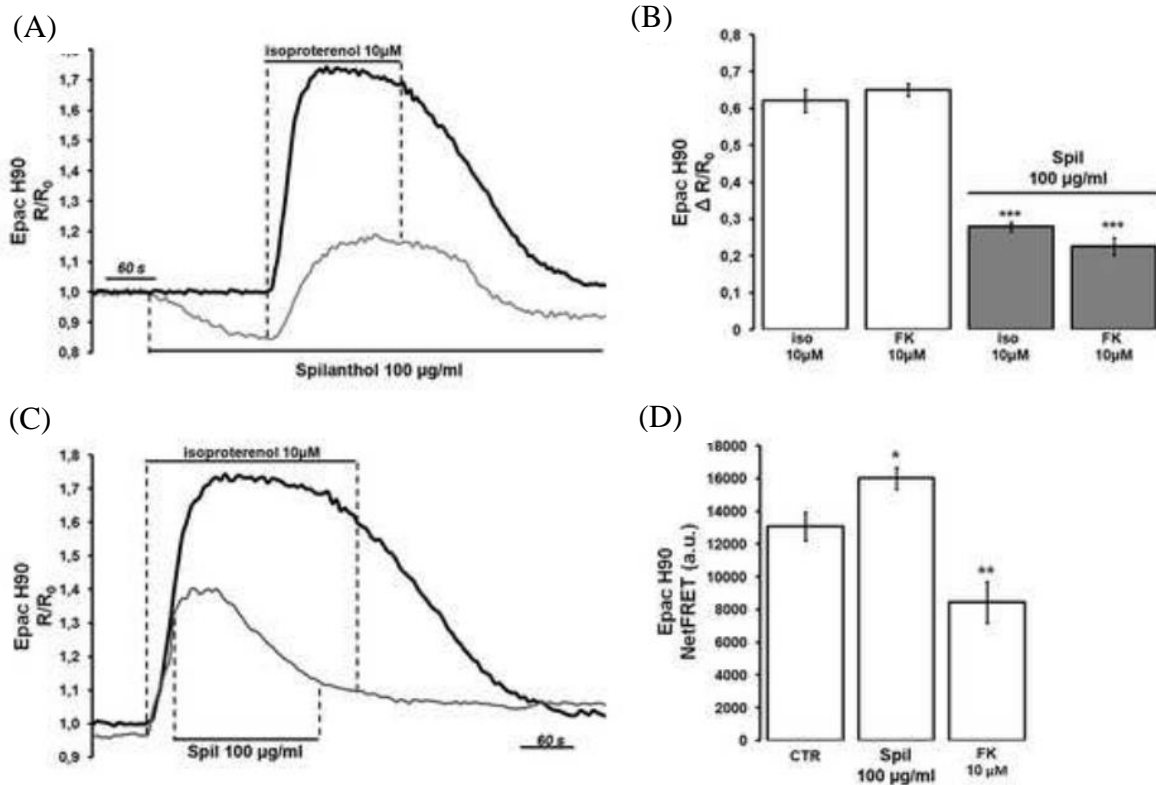 (A)
isoproterenol 10µM
1,7
1,6
1,5
1,4
1,3
1,2
1,1
1,0
0,9
0,8
Epac H90
R/R0
60 s
Spilanthol 100 µg/ml
(B)
0,8
0,7
0,6
0,5
0,4
0,3
0,2
0,1
0
Epac H90
Δ R/R0
Spil
100 µg/ml
***
***
iso
10µM
FK
10µM
iso
10µM
FK
10µM
(C)
isoproterenol 10µM
1,8
1,7
1,6
1,5
1,4
1,3
1,2
1,1
1,0
0,9
Epac H90
R/R0
Spil 100 µg/ml
60 s
(D)
18000
16000
14000
12000
10000
8000
6000
4000
2000
0
Epac H90
NetFRET (a.u.)
*
**
CTR
Spil
100 µg/ml
FK
10 µM